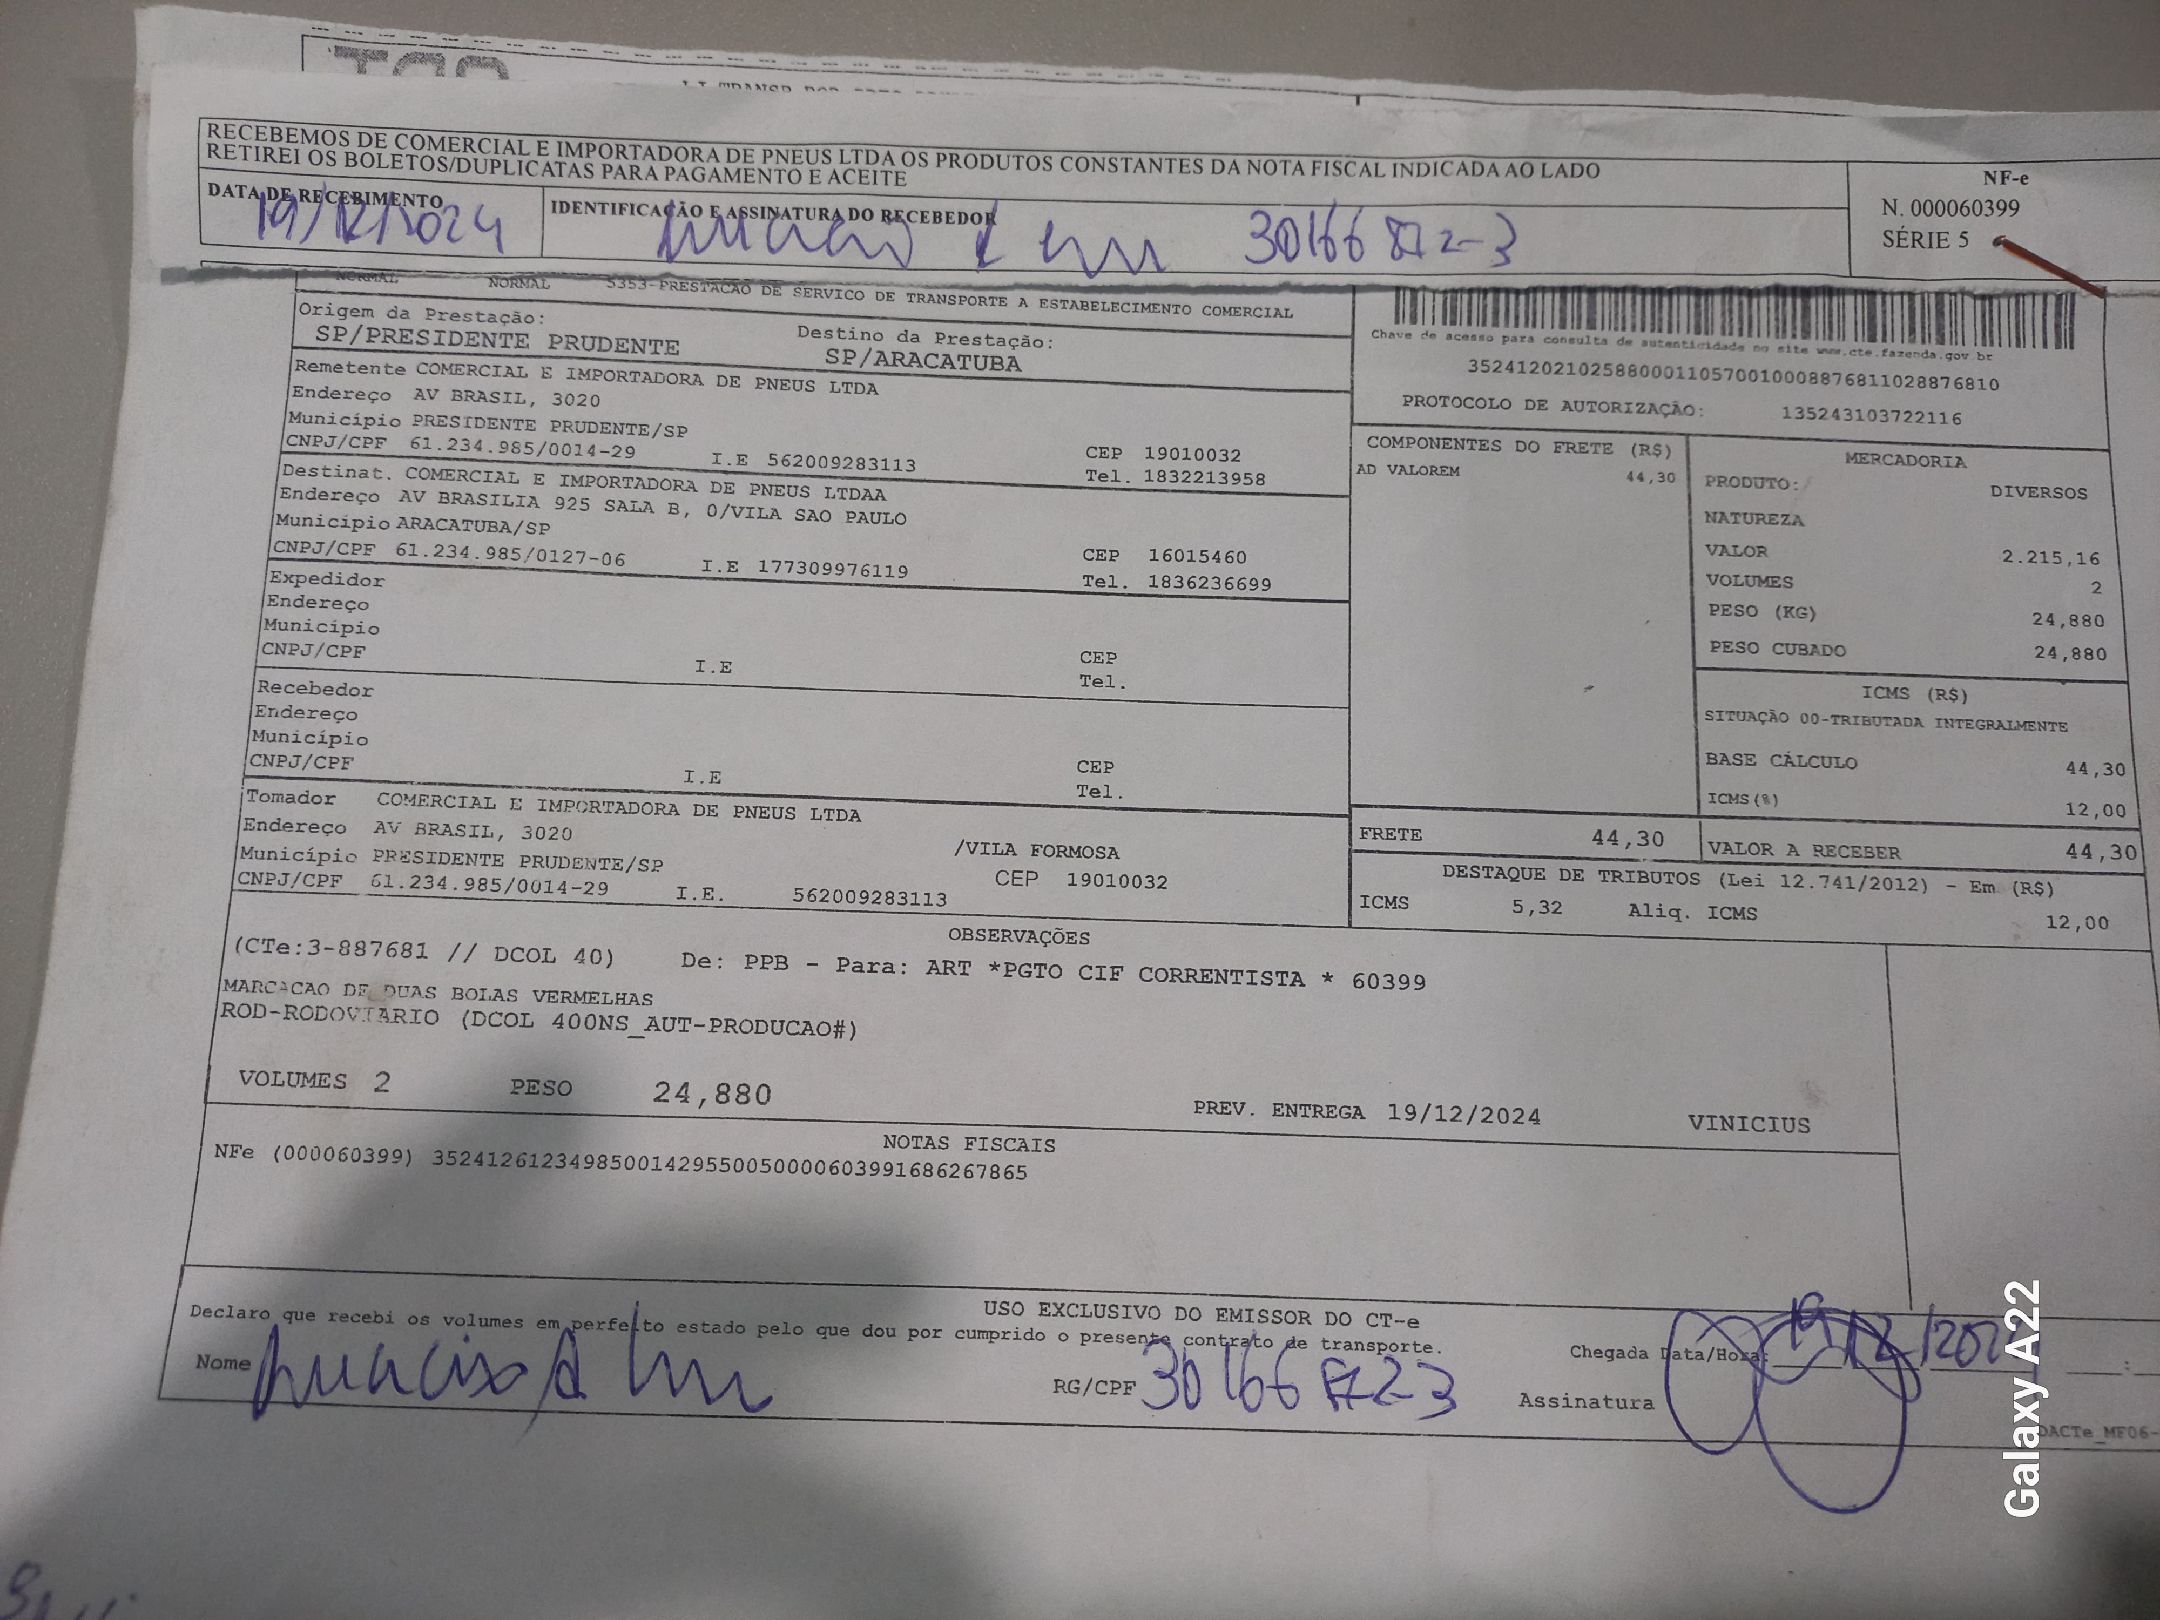 RECEBEMOS DE COMERCIAL E IMPORTADORA DE PNEUS LTDA OS PRODUTOS CONSTANTES DA NOTA FISCAL INDICADA AO LADO
RETIREI OS BOLETOS/DUPLICATAS PARA PAGAMENTO E ACEITE
DATA DE RECEBIMENTO
19/12/2024
IDENTIFICAÇÃO E ASSINATURA DO RECEBEDOR
NF-e
N. 000060399
SÉRIE 5
NORMAL NORMAL 5353-PRESTACAO DE SERVICO DE TRANSPORTE A ESTABELECIMENTO COMERCIAL
Origem da Prestação: Destino da Prestação:
SP/PRESIDENTE PRUDENTE SP/ARACATUBA
Remetente COMERCIAL E IMPORTADORA DE PNEUS LTDA
Endereço AV BRASIL, 3020
Município PRESIDENTE PRUDENTE/SP CEP 19010032
CNPJ/CPF 61.234.985/0014-29 I.E 562009283113 Tel. 1832213958
Destinat. COMERCIAL E IMPORTADORA DE PNEUS LTDAA
Endereço AV BRASILIA 925 SALA B, 0/VILA SAO PAULO
Município ARACATUBA/SP CEP 16015460
CNPJ/CPF 61.234.985/0127-06 I.E 177309976119 Tel. 1836236699
Expedidor
Endereço
Município CEP
CNPJ/CPF I.E Tel.
Recebedor
Endereço
Município CEP
CNPJ/CPF I.E Tel.
Tomador COMERCIAL E IMPORTADORA DE PNEUS LTDA
Endereço AV BRASIL, 3020 /VILA FORMOSA
Município PRESIDENTE PRUDENTE/SP CEP 19010032
CNPJ/CPF 61.234.985/0014-29 I.E. 562009283113
Chave de acesso para consulta de autenticidade no site www.cte.fazenda.gov.br
35241202102588000110570010008876811028876810
PROTOCOLO DE AUTORIZAÇÃO: 135243103722116
COMPONENTES DO FRETE (R$)
AD VALOREM 44,30
MERCADORIA
PRODUTO: DIVERSOS
NATUREZA
VALOR 2.215,16
VOLUMES 2
PESO (KG) 24,880
PESO CUBADO 24,880
ICMS (R$)
SITUAÇÃO 00-TRIBUTADA INTEGRALMENTE
BASE CÁLCULO 44,30
ICMS(%) 12,00
FRETE 44,30 VALOR A RECEBER 44,30
DESTAQUE DE TRIBUTOS (Lei 12.741/2012) - Em (R$)
ICMS 5,32 Aliq. ICMS 12,00
OBSERVAÇÕES
(CTe:3-887681 // DCOL 40) De: PPB - Para: ART *PGTO CIF CORRENTISTA * 60399
MARCACAO DE DUAS BOLAS VERMELHAS
ROD-RODOVIARIO (DCOL 400NS_AUT-PRODUCAO#)
VOLUMES 2 PESO 24,880 PREV. ENTREGA 19/12/2024 VINICIUS
NOTAS FISCAIS
NFe (000060399) 35241261234985001429550050000603991686267865
USO EXCLUSIVO DO EMISSOR DO CT-e
Declaro que recebi os volumes em perfeito estado pelo que dou por cumprido o presente contrato de transporte.
Nome RG/CPF Chegada Data/Hora:
Assinatura
DACTe_MF06-
Galaxy A22